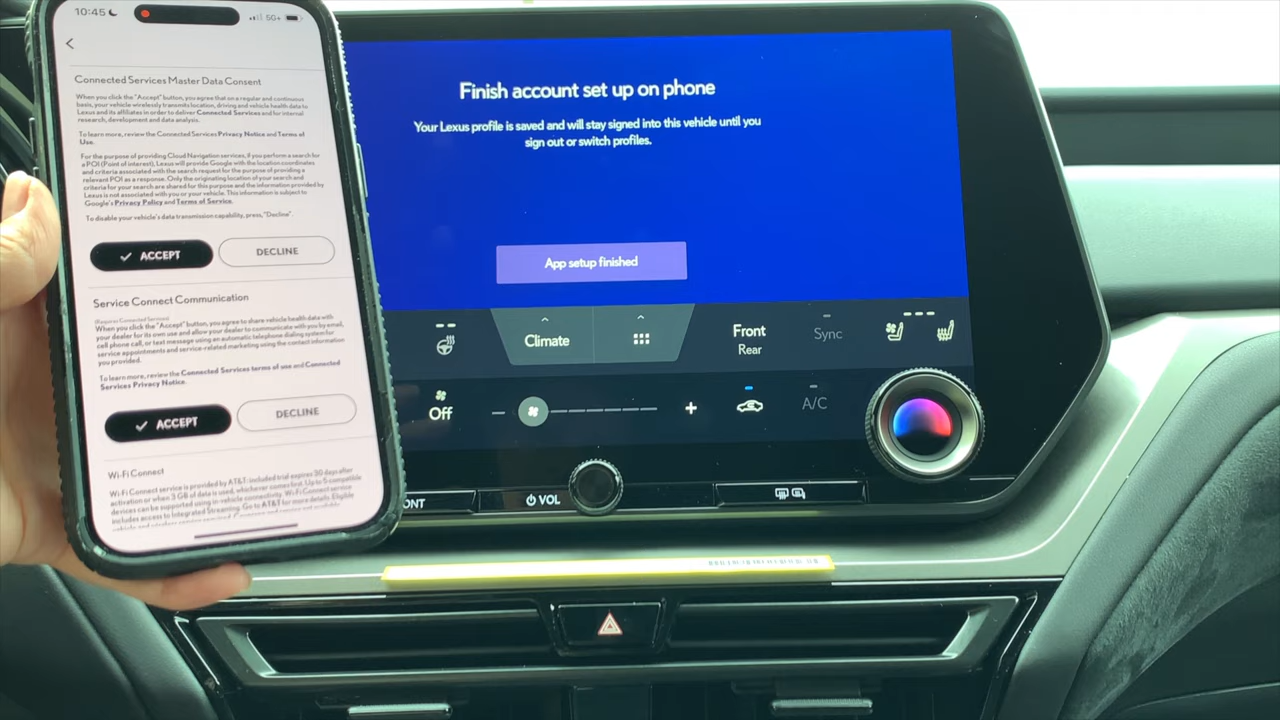 10:45
5G+
Connected Services Master Data Consent
When you click the "Accept" button, you agree that on a regular and continuous
basis, your vehicle wirelessly transmits location, driving and vehicle health data to
Lexus and its affiliates in order to deliver Connected Services and for internal
research, development and data analysis.
To learn more, review the Connected Services Privacy Notice and Terms of
Use.
For the purpose of providing Cloud Navigation services, if you perform a search for
a POI (Point of interest), Lexus will provide Google with the location coordinates
and criteria associated with the search request for the purpose of providing a
relevant POI as a response. Only the originating location of your search and
criteria for your search are shared for this purpose and the information provided by
Lexus is not associated with you or your vehicle. This information is subject to
Google's Privacy Policy and Terms of Service.
To disable your vehicle's data transmission capability, press, "Decline".
ACCEPT
DECLINE
Service Connect Communication
(Requires Connected Services)
When you click the "Accept" button, you agree to share vehicle health data with
your dealer for its own use and allow your dealer to communicate with you by email,
cell phone call, or text message using an automatic telephone dialing system for
service appointments and service-related marketing using the contact information
you provided.
To learn more, review the Connected Services terms of use and Connected
Services Privacy Notice.
ACCEPT
DECLINE
Wi-Fi Connect
Wi-Fi Connect service is provided by AT&T: included trial expires 30 days after
activation or when 3 GB of data is used, whichever comes first. Up to 5 compatible
devices can be supported using in-vehicle connectivity. Wi-Fi Connect service
includes access to Integrated Streaming. Go to AT&T for more details. Eligible
Finish account set up on phone
Your Lexus profile is saved and will stay signed into this vehicle until you
sign out or switch profiles.
App setup finished
Climate
Front
Rear
Sync
Off
A/C
ONT
VOL